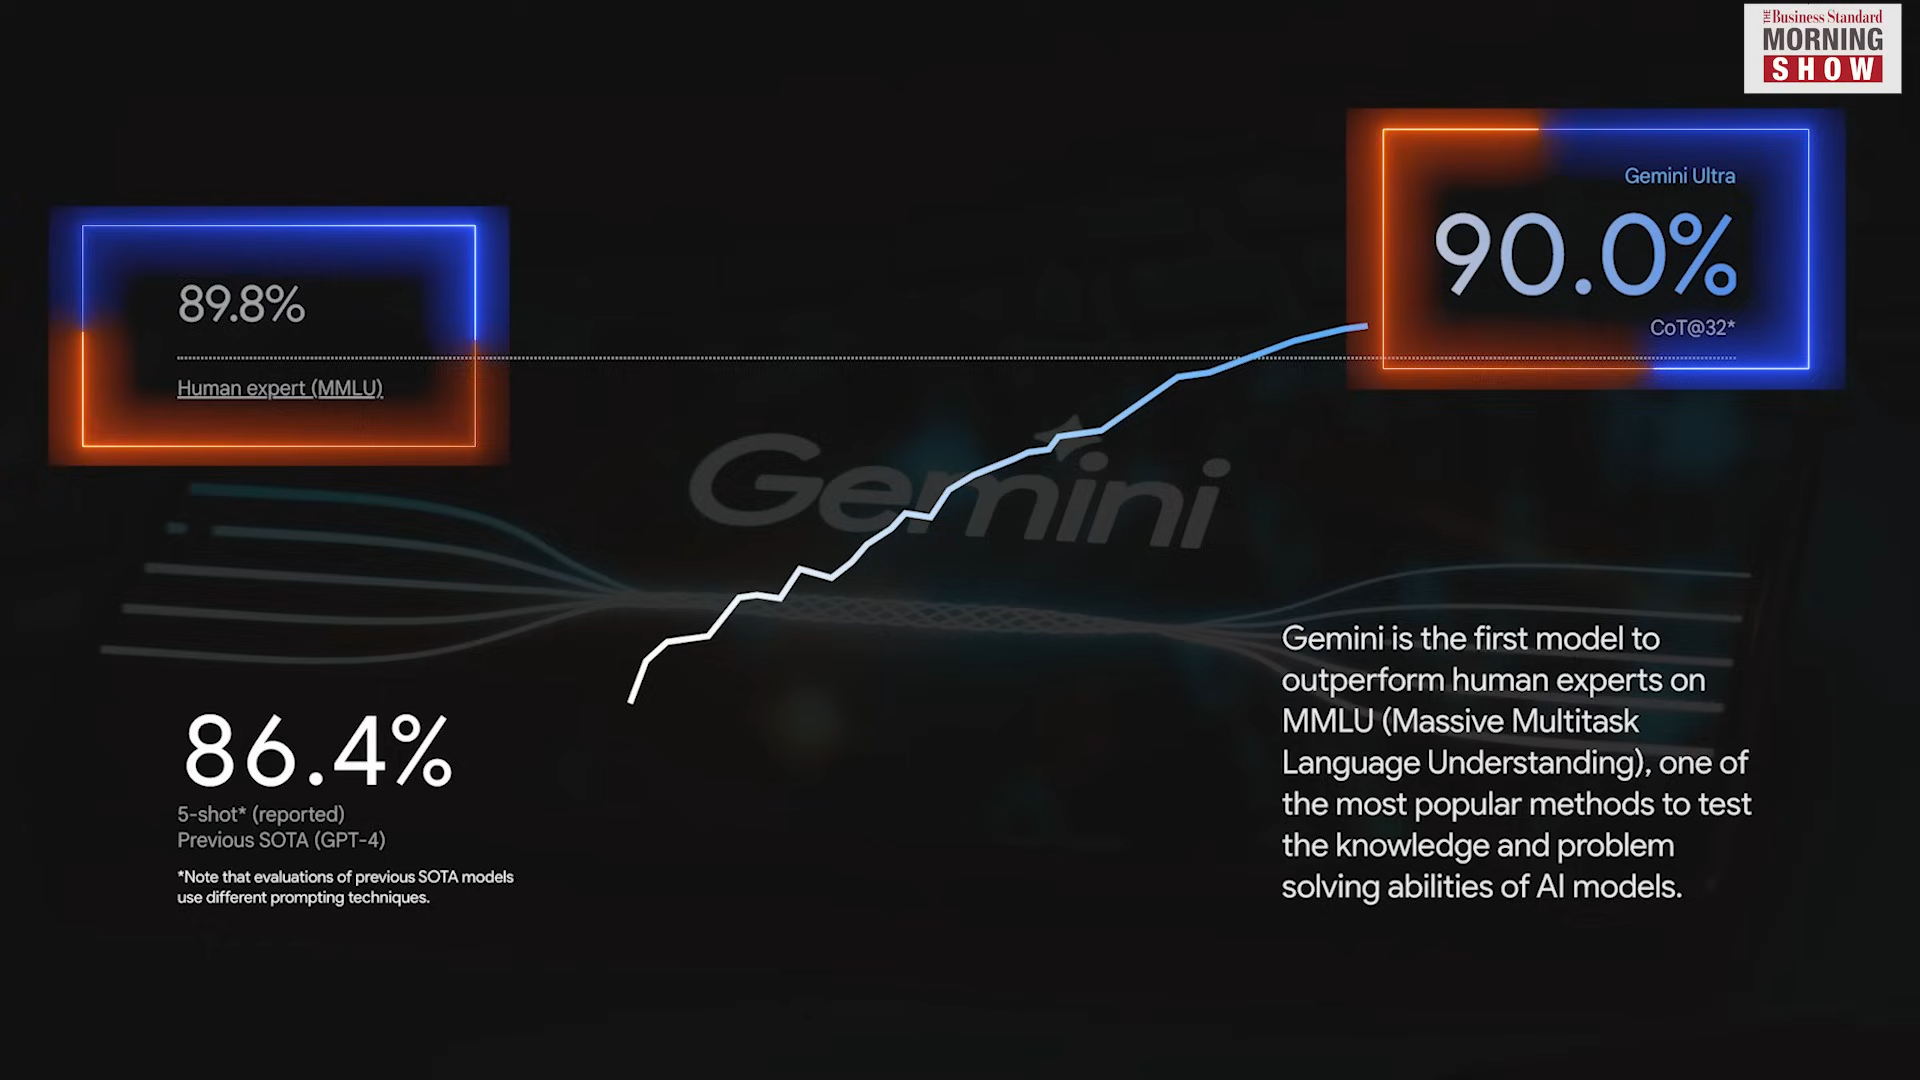 THE Business Standard
MORNING
SHOW
Gemini Ultra
90.0%
CoT@32*
89.8%
Human expert (MMLU)
Gemini
86.4%
5-shot* (reported)
Previous SOTA (GPT-4)
*Note that evaluations of previous SOTA models
use different prompting techniques.
Gemini is the first model to
outperform human experts on
MMLU (Massive Multitask
Language Understanding), one of
the most popular methods to test
the knowledge and problem
solving abilities of AI models.